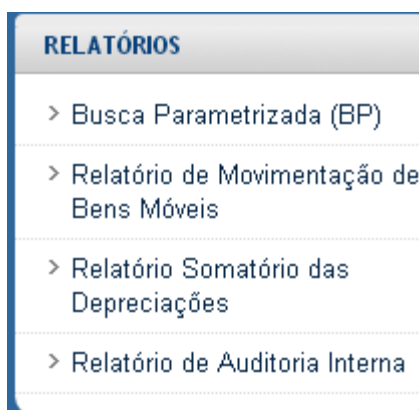 RELATÓRIOS
> Busca Parametrizada (BP)
> Relatório de Movimentação de
Bens Móveis
> Relatório Somatório das
Depreciações
> Relatório de Auditoria Interna